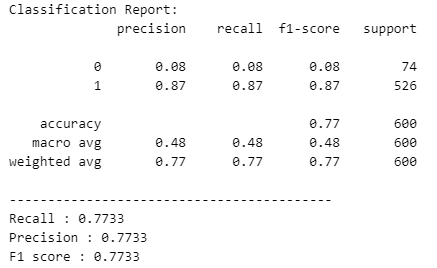 Classification Report:
precision recall f1-score support
0 0.08 0.08 0.08 74
1 0.87 0.87 0.87 526
accuracy 0.77 600
macro avg 0.48 0.48 0.48 600
weighted avg 0.77 0.77 0.77 600
------------------------------------------
Recall : 0.7733
Precision : 0.7733
F1 score : 0.7733